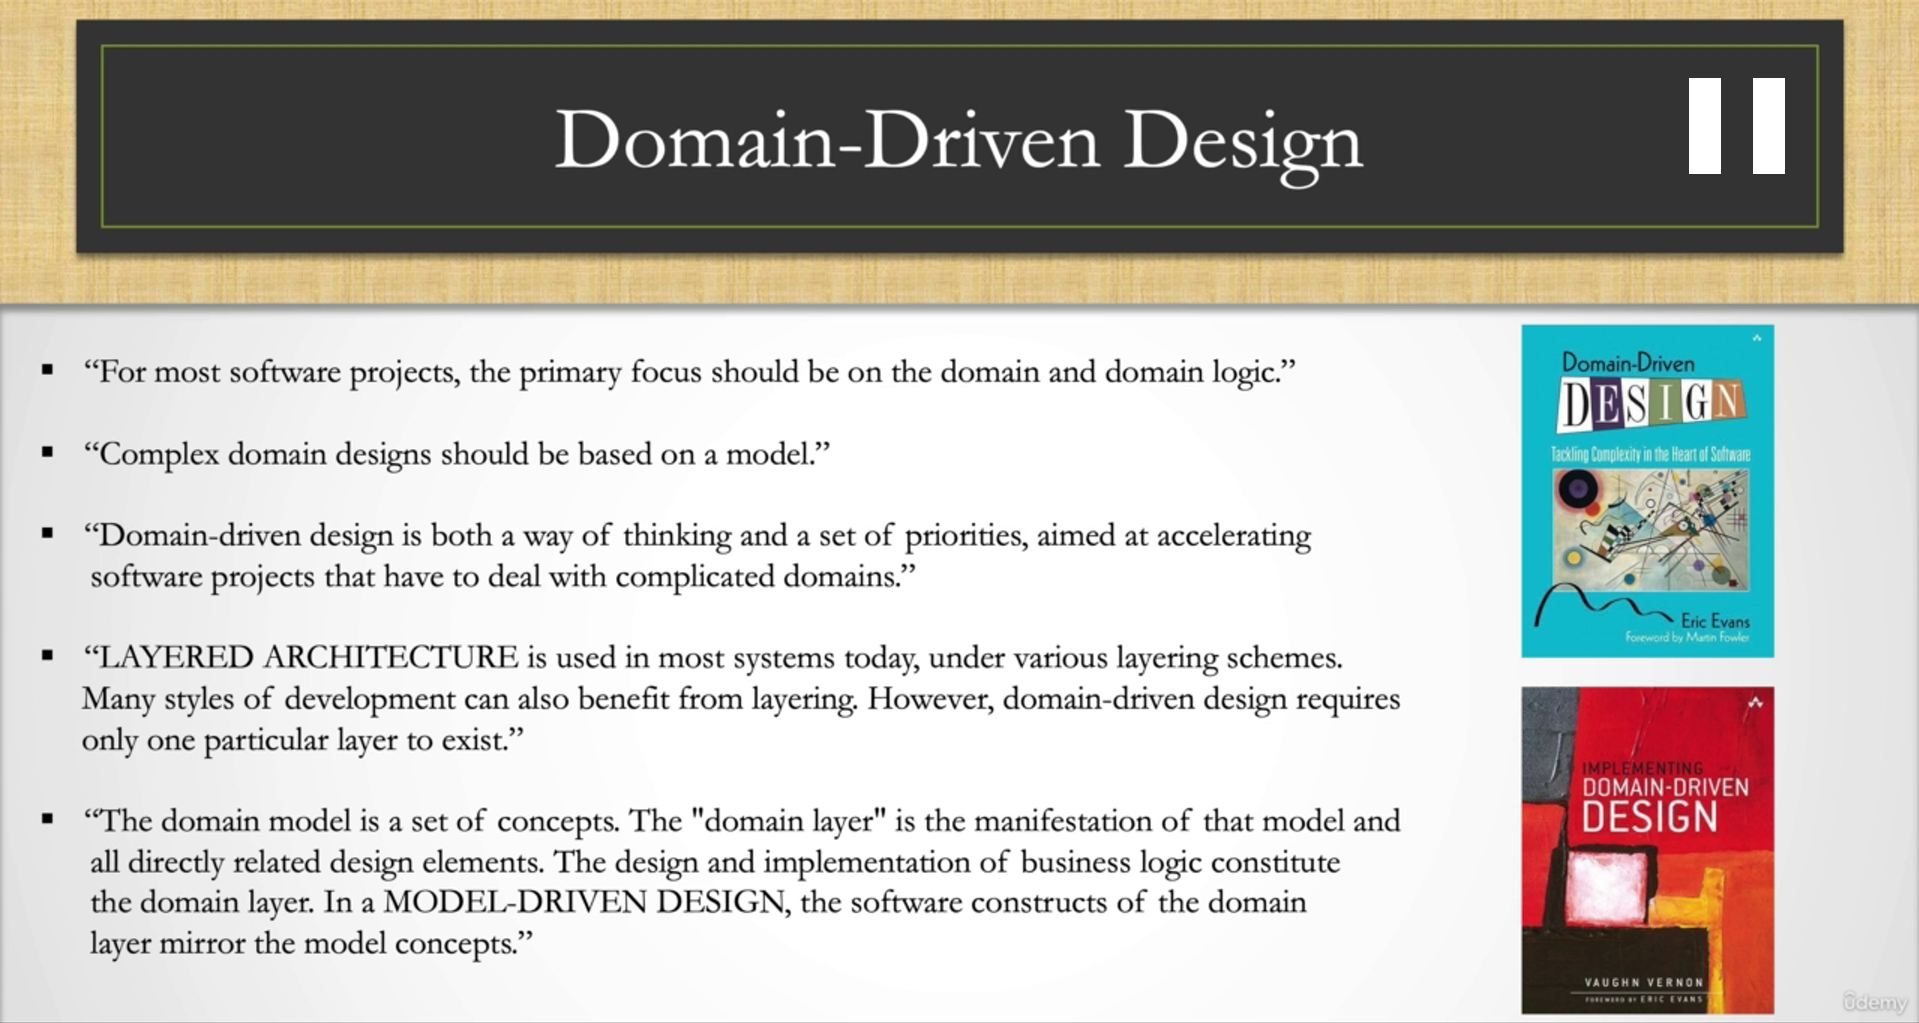 Domain-Driven Design
▪ “For most software projects, the primary focus should be on the domain and domain logic.”
▪ “Complex domain designs should be based on a model.”
▪ “Domain-driven design is both a way of thinking and a set of priorities, aimed at accelerating
software projects that have to deal with complicated domains.”
▪ “LAYERED ARCHITECTURE is used in most systems today, under various layering schemes.
Many styles of development can also benefit from layering. However, domain-driven design requires
only one particular layer to exist.”
▪ “The domain model is a set of concepts. The "domain layer" is the manifestation of that model and
all directly related design elements. The design and implementation of business logic constitute
the domain layer. In a MODEL-DRIVEN DESIGN, the software constructs of the domain
layer mirror the model concepts.”
Domain-Driven
DESIGN
Tackling Complexity in the Heart of Software
Eric Evans
Foreword by Martin Fowler
IMPLEMENTING
DOMAIN-DRIVEN
DESIGN
VAUGHN VERNON
FOREWORD BY ERIC EVANS
ûdemy